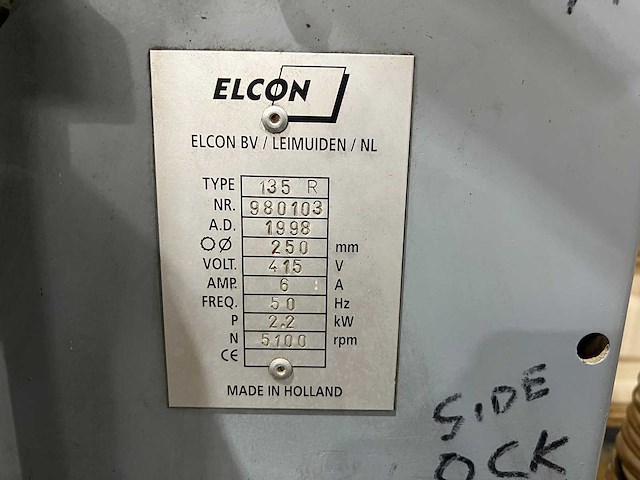 ELCON
ELCON BV / LEIMUIDEN / NL
TYPE 135 R
NR. 980103
A.D. 1998
Ø 250 mm
VOLT. 415 V
AMP. 6 A
FREQ. 50 Hz
P 2.2 kW
N 5100 rpm
CE
MADE IN HOLLAND
SIDE
OCK